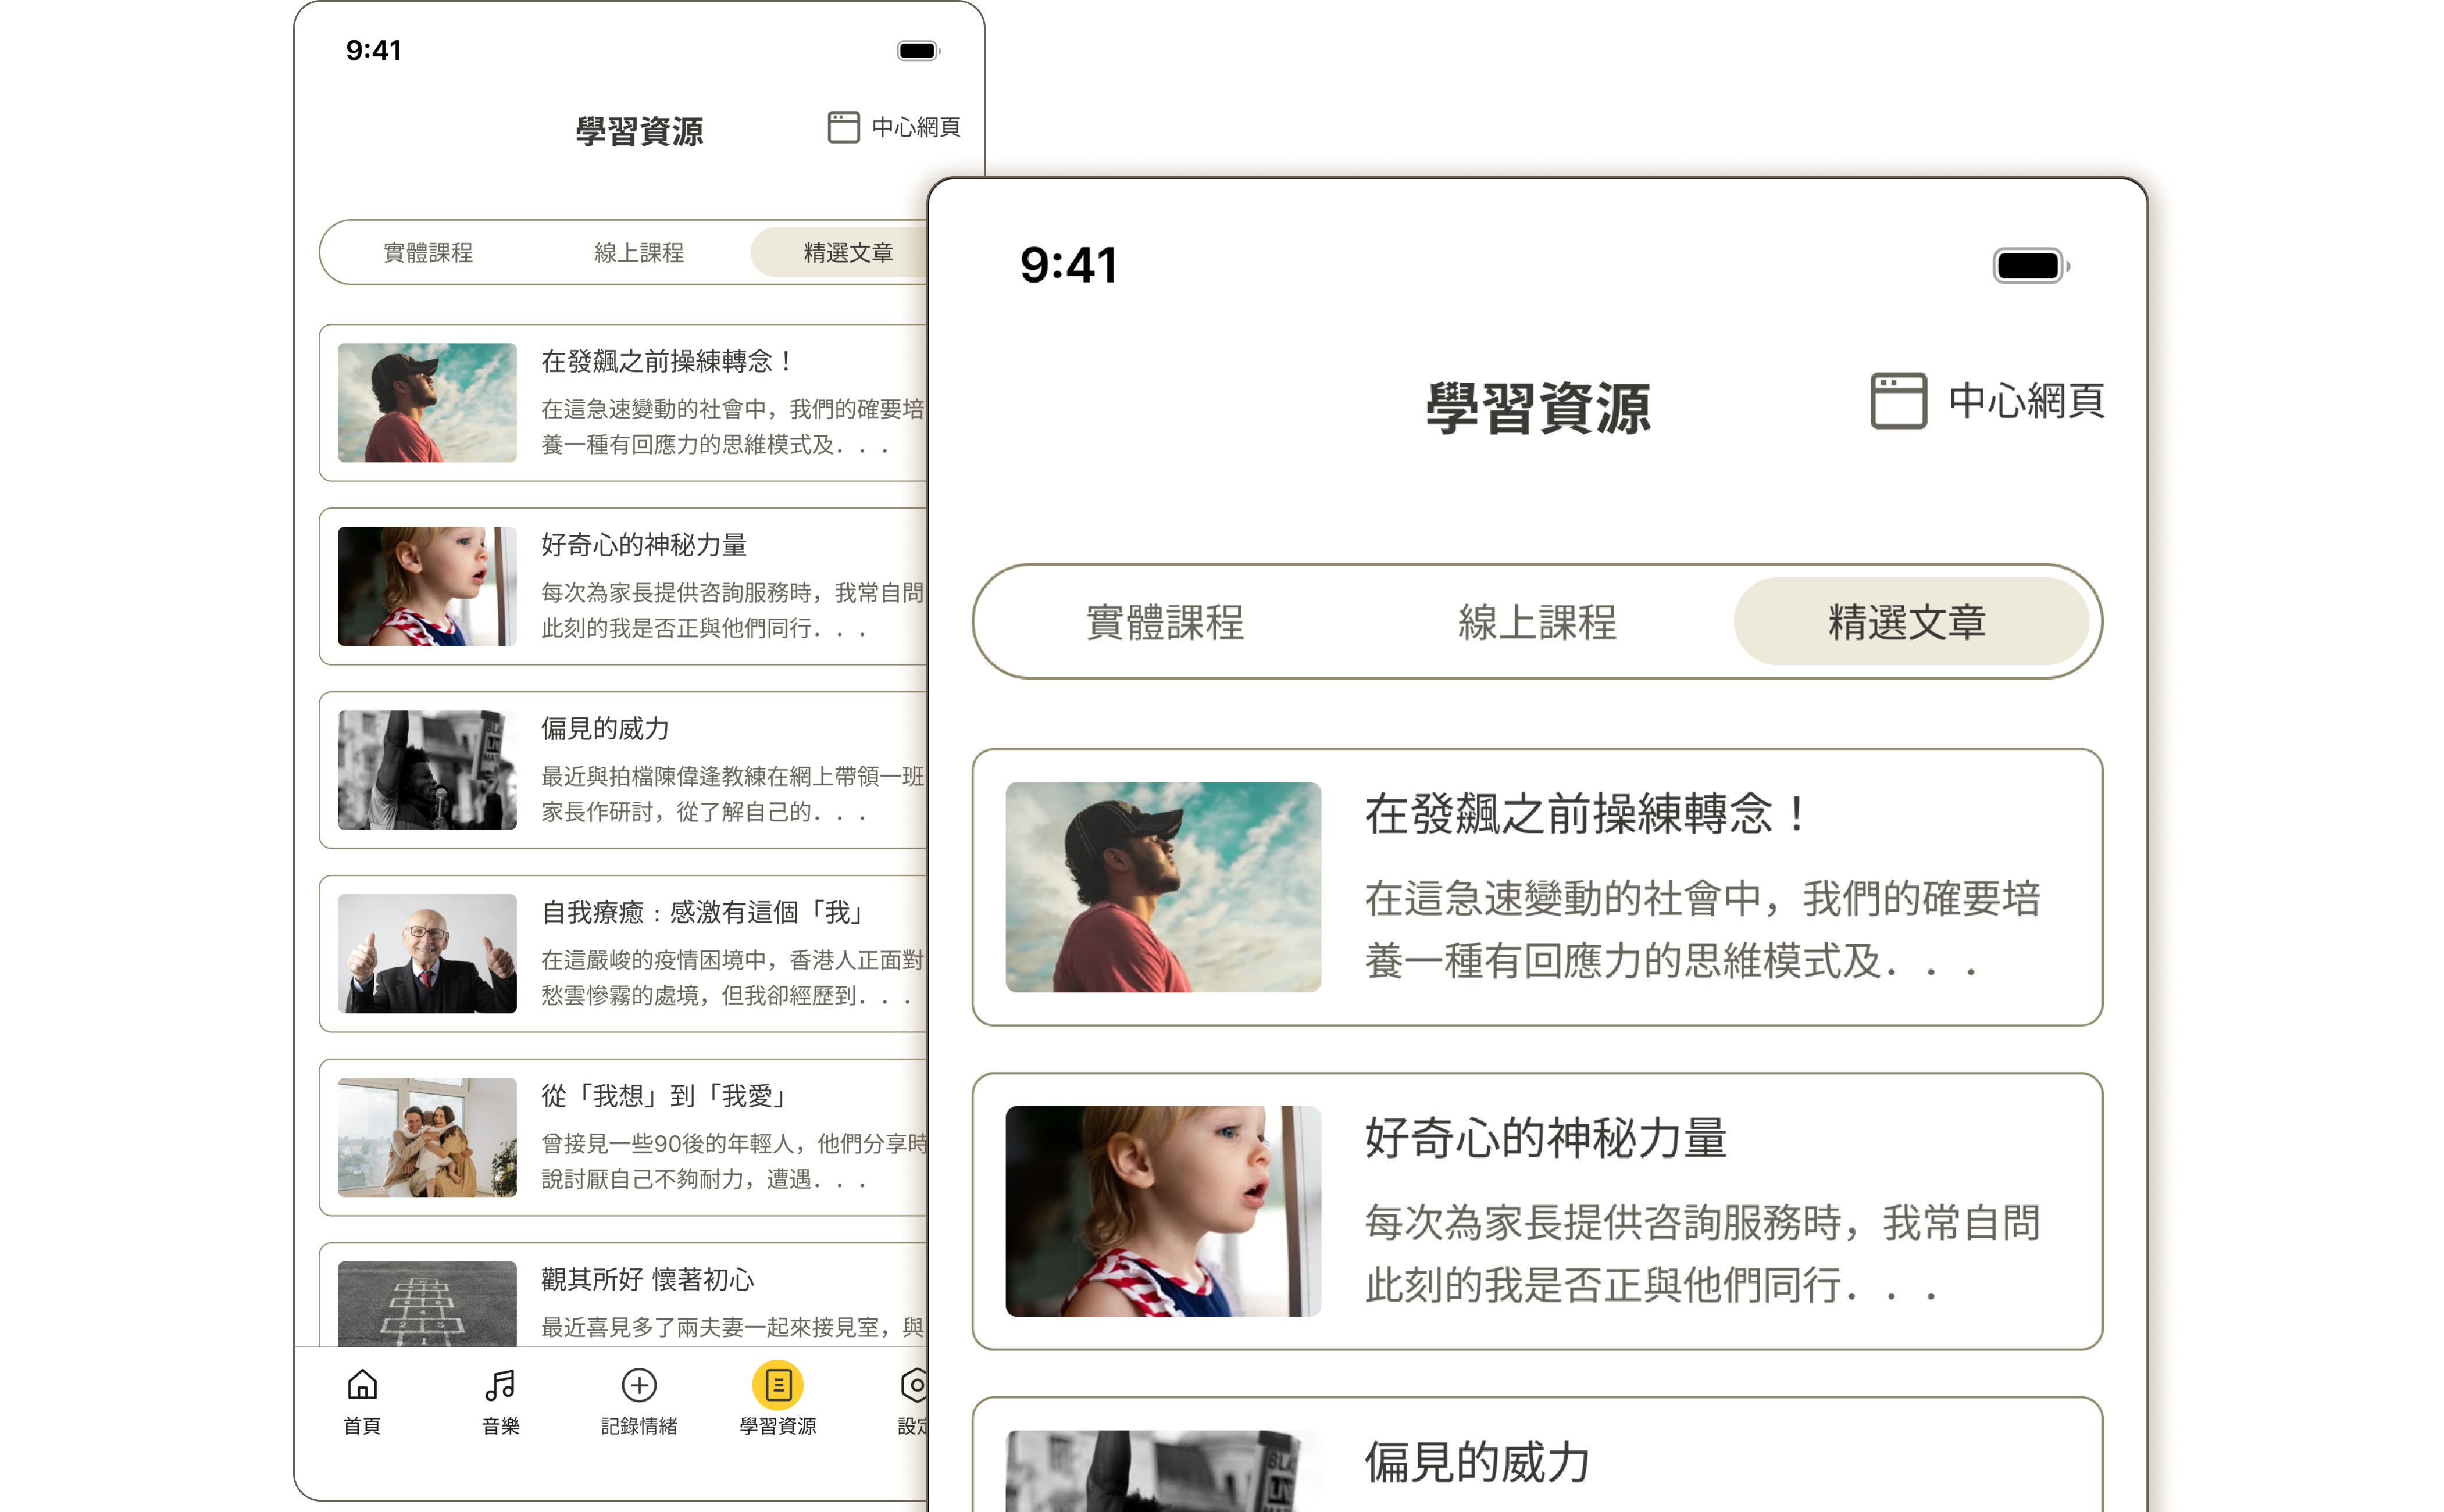 9:41
學習資源
中心網頁
實體課程
線上課程
精選文章
在發飆之前操練轉念！
在這急速變動的社會中，我們的確要培
養一種有回應力的思維模式及．．．
好奇心的神秘力量
每次為家長提供咨詢服務時，我常自問
此刻的我是否正與他們同行．．．
偏見的威力
最近與拍檔陳偉逢教練在網上帶領一班
家長作研討，從了解自己的．．．
自我療癒：感激有這個「我」
在這嚴峻的疫情困境中，香港人正面對
愁雲慘霧的處境，但我卻經歷到．．．
從「我想」到「我愛」
曾接見一些90後的年輕人，他們分享時
說討厭自己不夠耐力，遭遇．．．
觀其所好 懷著初心
最近喜見多了兩夫妻一起來接見室，與
首頁
音樂
記錄情緒
學習資源
設定
9:41
學習資源
中心網頁
實體課程
線上課程
精選文章
在發飆之前操練轉念！
在這急速變動的社會中，我們的確要培
養一種有回應力的思維模式及．．．
好奇心的神秘力量
每次為家長提供咨詢服務時，我常自問
此刻的我是否正與他們同行．．．
偏見的威力